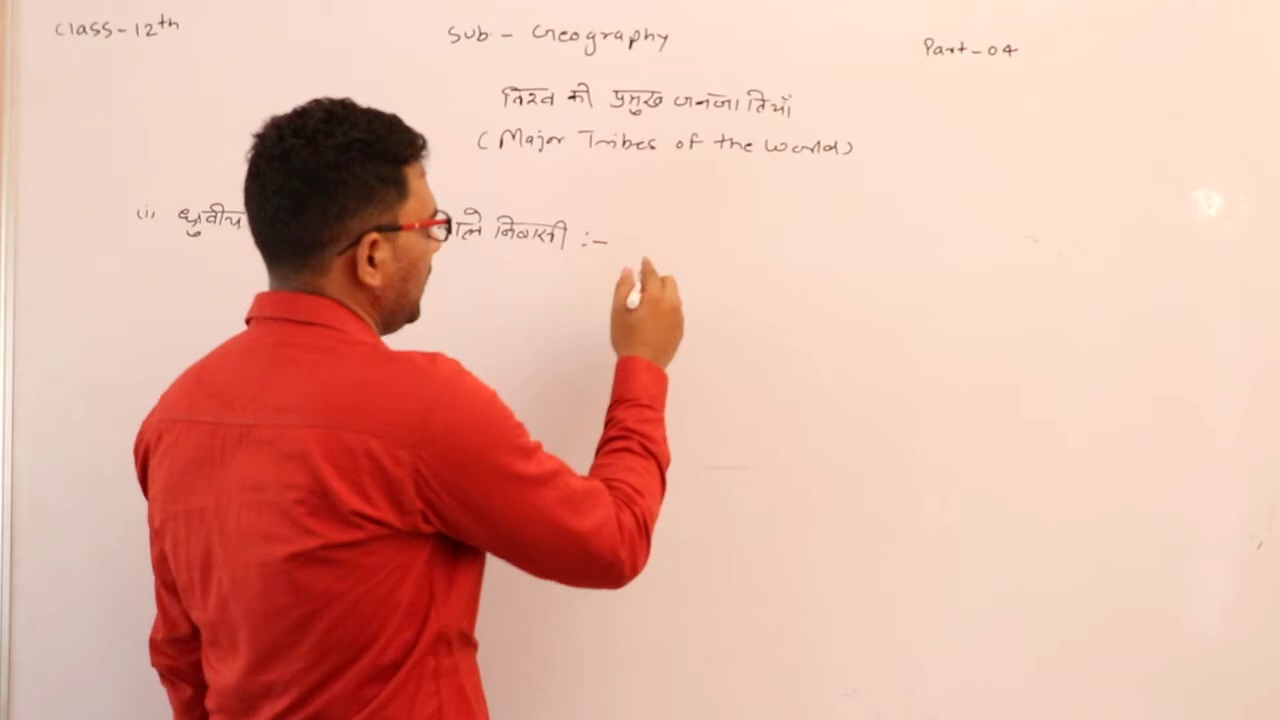 Class-12th
Sub - Geography
Part-04
विश्व की प्रमुख जनजातियाँ
(Major Tribes of the World)
(i) ध्रुवीय वाले निवासी :-